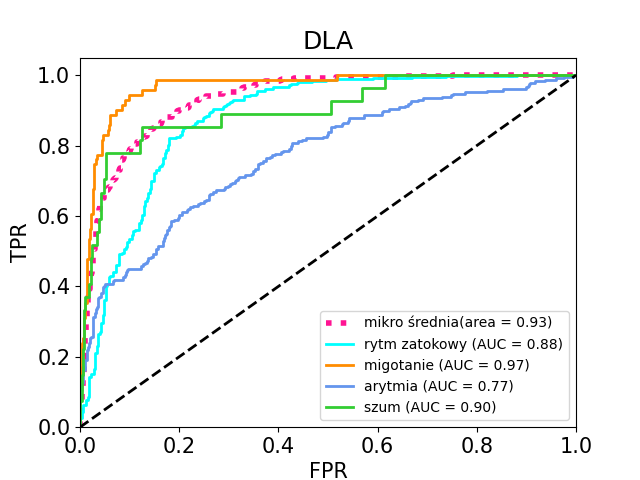 DLA
TPR
1.0
0.8
0.6
0.4
0.2
0.0
0.0 0.2 0.4 0.6 0.8 1.0
FPR
mikro średnia(area = 0.93)
rytm zatokowy (AUC = 0.88)
migotanie (AUC = 0.97)
arytmia (AUC = 0.77)
szum (AUC = 0.90)